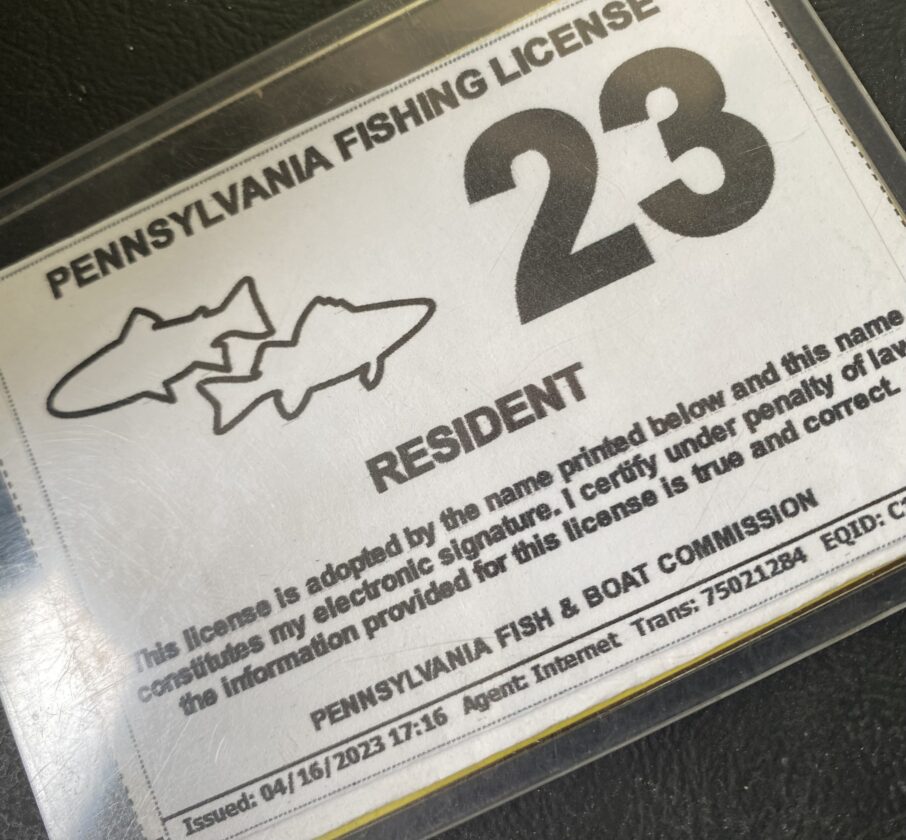 PENNSYLVANIA FISHING LICENSE
23
RESIDENT
This license is adopted by the name printed below and this name
constitutes my electronic signature. I certify under penalty of law
the information provided for this license is true and correct.
PENNSYLVANIA FISH & BOAT COMMISSION
Issued: 04/16/2023 17:16 Agent: Internet Trans: 75021284 EQID: